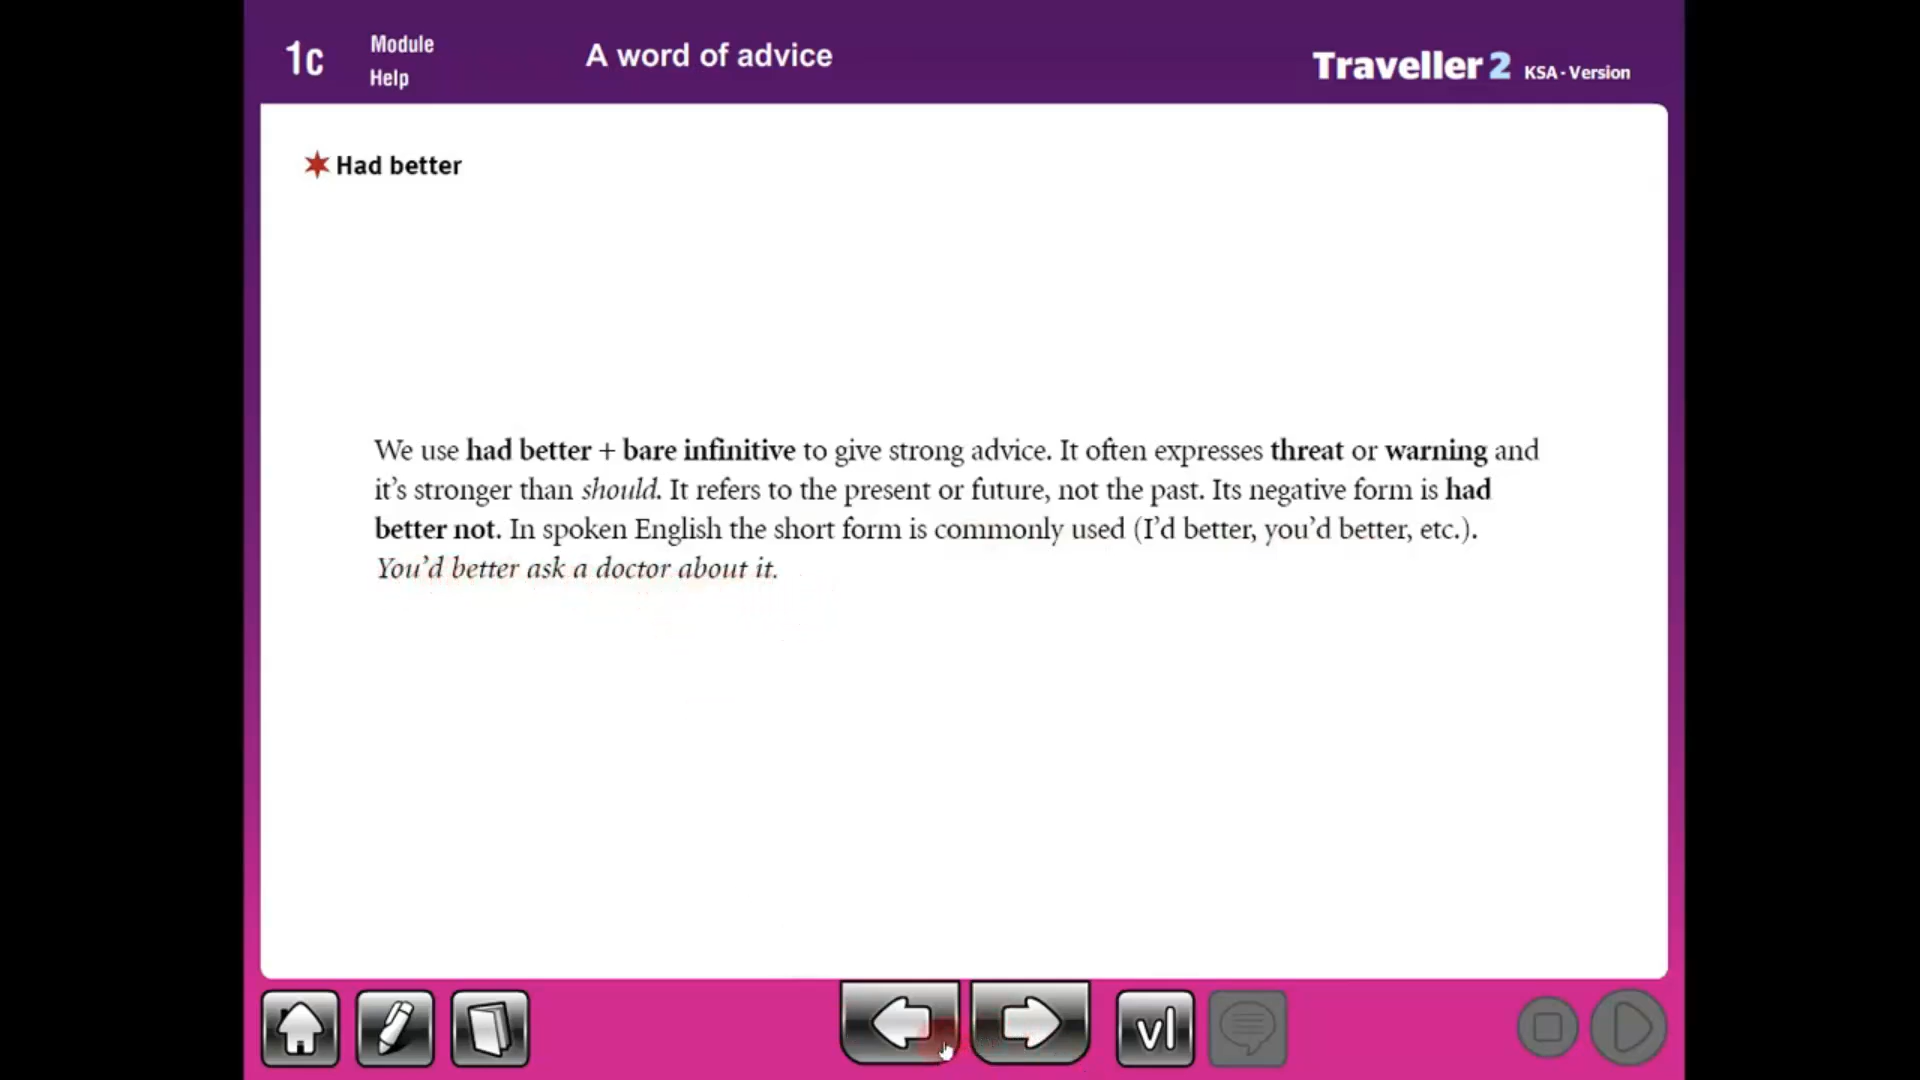 1c
Module
Help
A word of advice
Traveller 2 KSA - Version
Had better
We use had better + bare infinitive to give strong advice. It often expresses threat or warning and
it's stronger than should. It refers to the present or future, not the past. Its negative form is had
better not. In spoken English the short form is commonly used (I'd better, you'd better, etc.).
You'd better ask a doctor about it.
vl